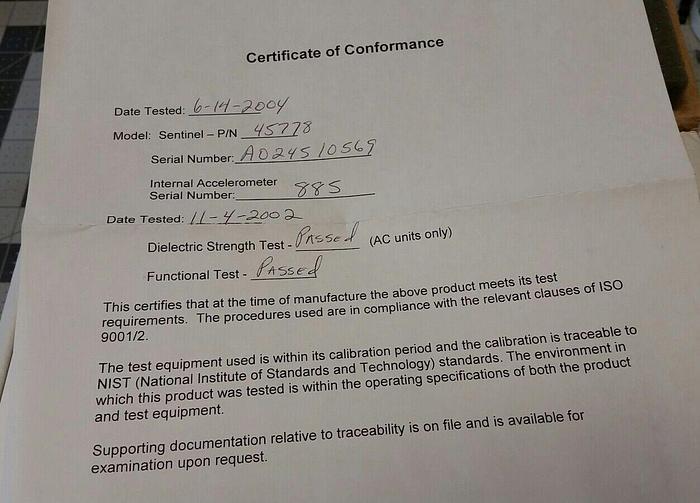 Certificate of Conformance
Date Tested: 6-14-2004
Model: Sentinel – P/N 45778
Serial Number: A024510569
Internal Accelerometer
Serial Number: 885
Date Tested: 11-4-2002
Dielectric Strength Test - Passed (AC units only)
Functional Test - Passed
This certifies that at the time of manufacture the above product meets its test
requirements. The procedures used are in compliance with the relevant clauses of ISO
9001/2.
The test equipment used is within its calibration period and the calibration is traceable to
NIST (National Institute of Standards and Technology) standards. The environment in
which this product was tested is within the operating specifications of both the product
and test equipment.
Supporting documentation relative to traceability is on file and is available for
examination upon request.